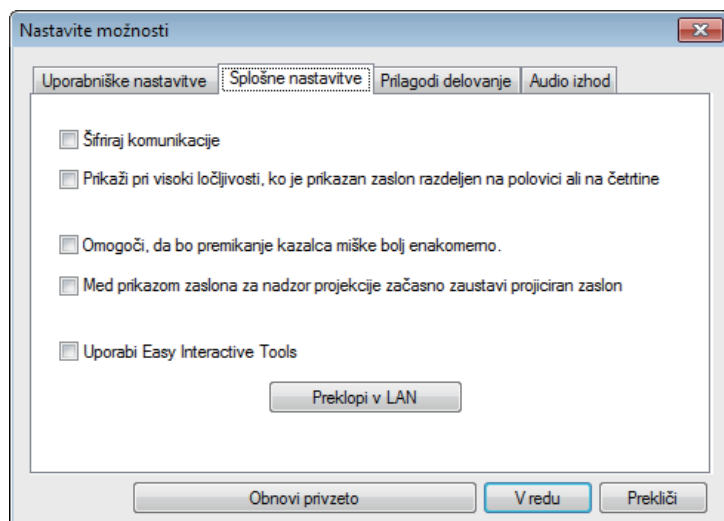 Nastavite možnosti
Uporabniške nastavitve Splošne nastavitve Prilagodi delovanje Audio izhod
Šifriraj komunikacije
Prikaži pri visoki ločljivosti, ko je prikazan zaslon razdeljen na polovici ali na četrtine
Omogoči, da bo premikanje kazalca miške bolj enakomerno.
Med prikazom zaslona za nadzor projekcije začasno zaustavi projiciran zaslon
Uporabi Easy Interactive Tools
Preklopi v LAN
Obnovi privzeto V redu Prekliči